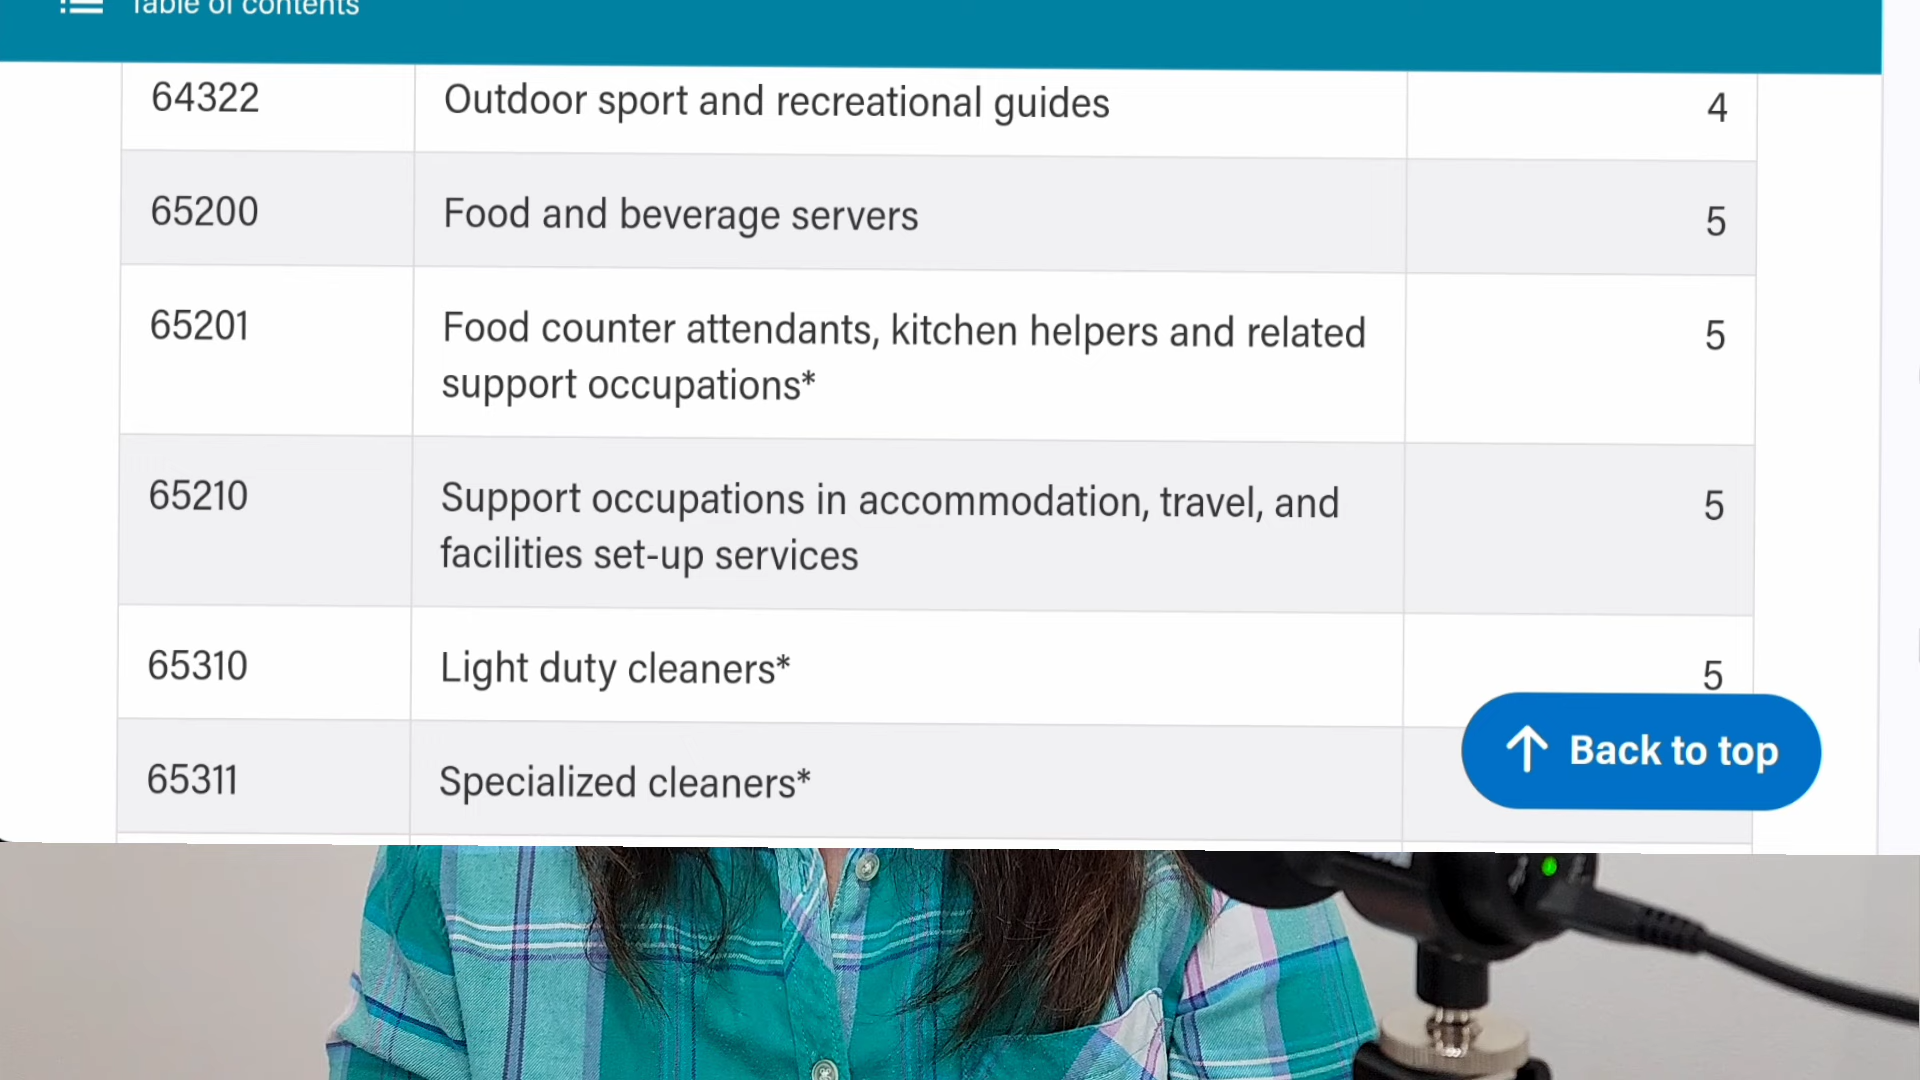 Table of contents
64322 Outdoor sport and recreational guides 4
65200 Food and beverage servers 5
65201 Food counter attendants, kitchen helpers and related 5
support occupations*
65210 Support occupations in accommodation, travel, and 5
facilities set-up services
65310 Light duty cleaners* 5
65311 Specialized cleaners*
Back to top